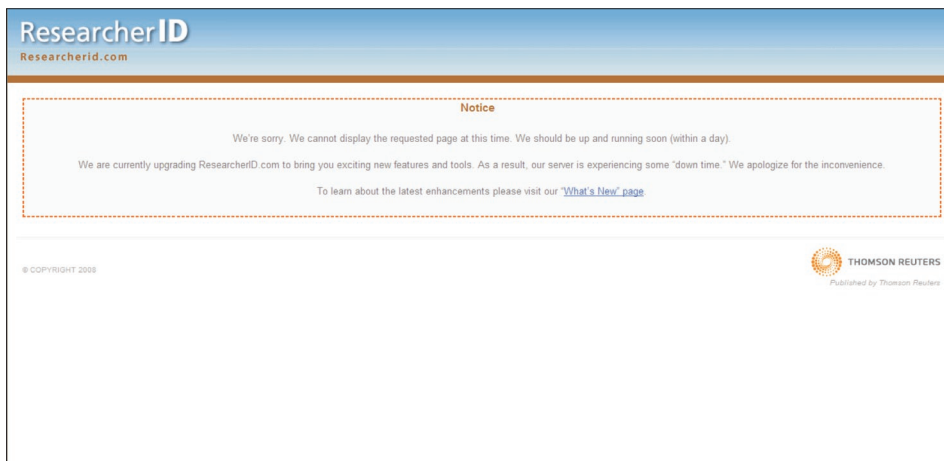 ResearcherID
Researcherid.com
Notice
We're sorry. We cannot display the requested page at this time. We should be up and running soon (within a day).
We are currently upgrading ResearcherID.com to bring you exciting new features and tools. As a result, our server is experiencing some "down time." We apologize for the inconvenience.
To learn about the latest enhancements please visit our "What's New" page.
© COPYRIGHT 2008
THOMSON REUTERS
Published by Thomson Reuters